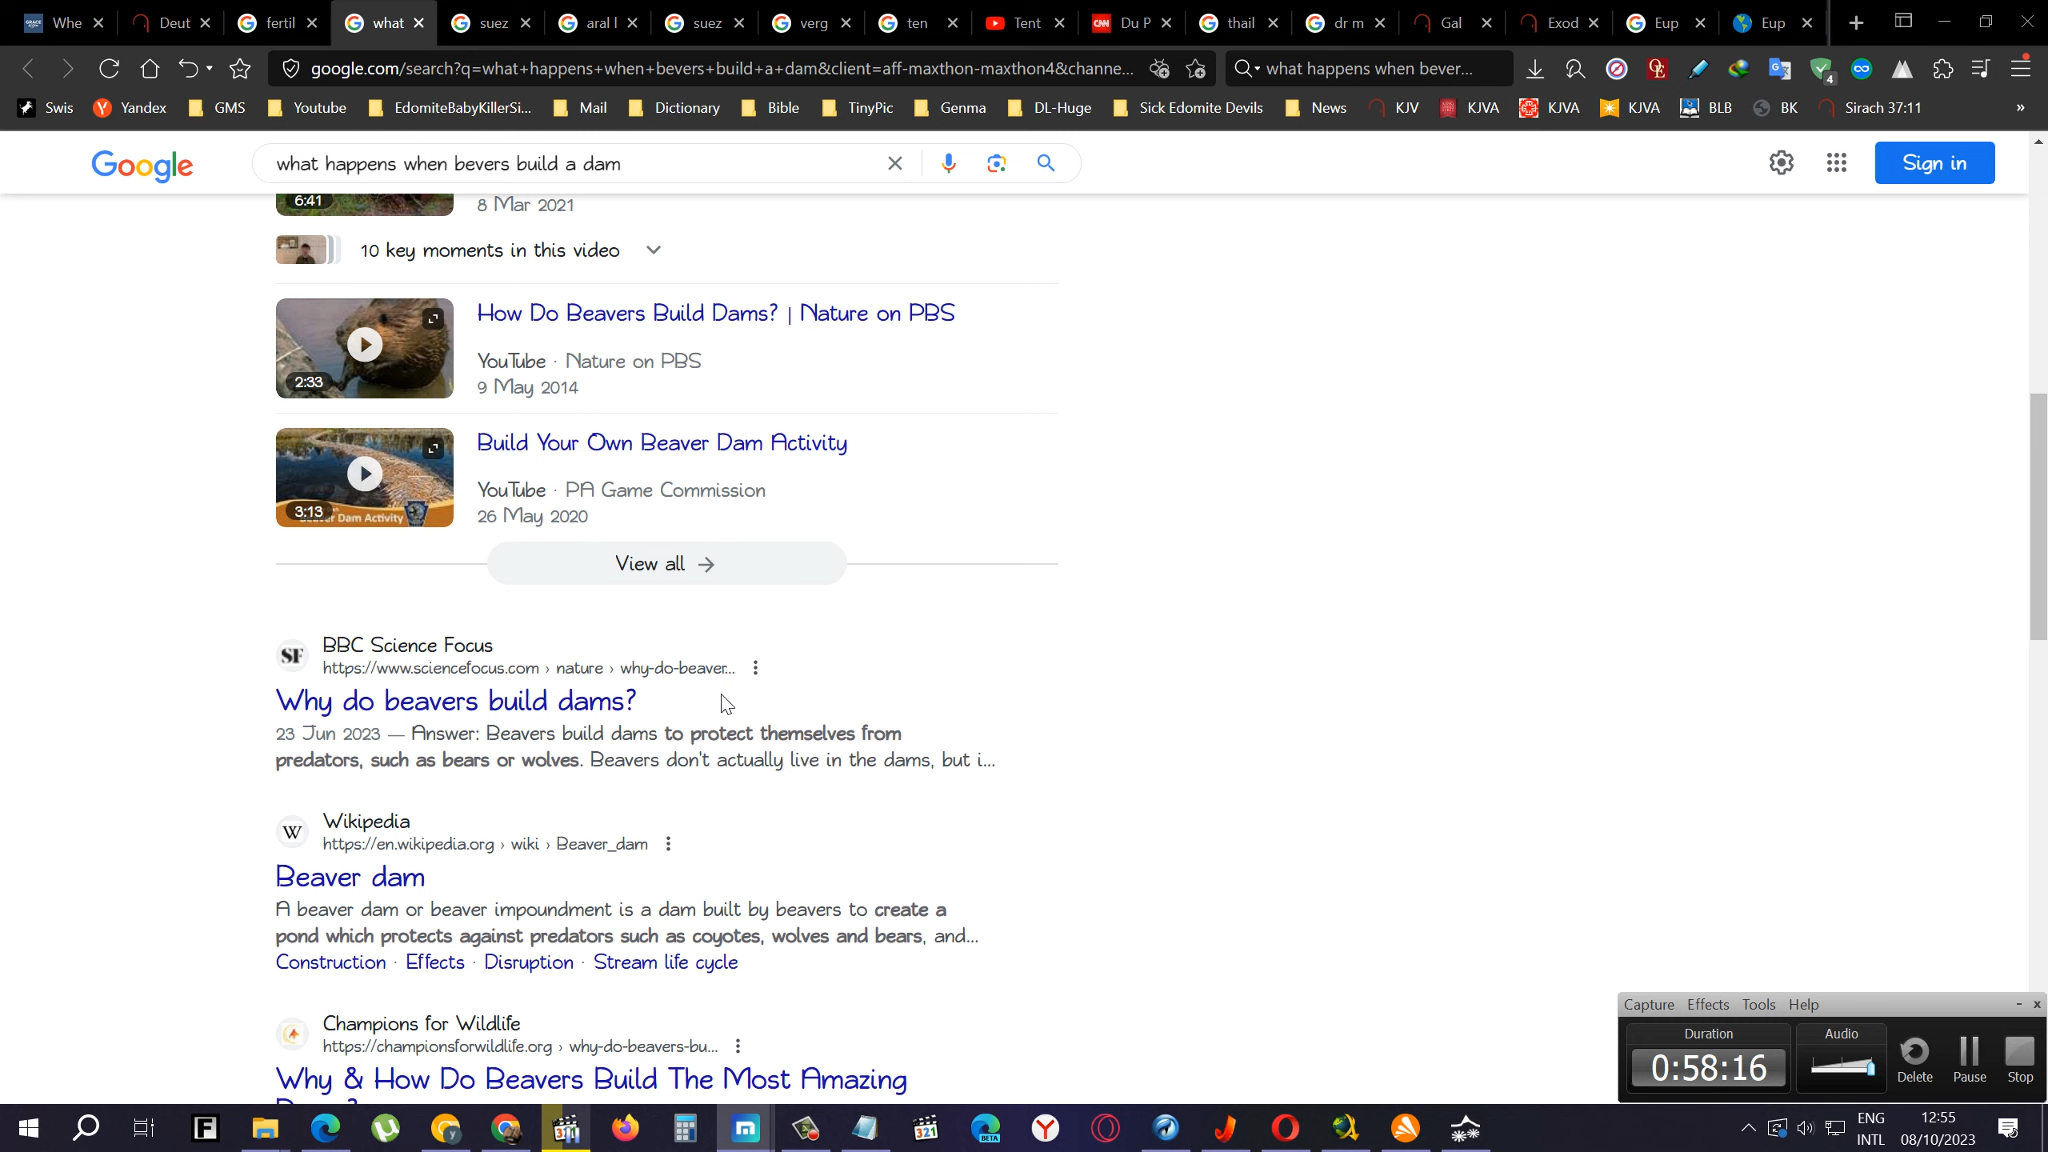 Whe
Deut
fertil
what
suez
aral l
suez
verg
ten
Tent
CNN
Du P
thail
dr m
Gal
Exod
Eup
Eup
google.com/search?q=what+happens+when+bevers+build+a+dam&client=aff-maxthon-maxthon4&channe...
what happens when bever...
4
Swis
Yandex
GMS
Youtube
EdomiteBabyKillerSi...
Mail
Dictionary
Bible
TinyPic
Genma
DL-Huge
Sick Edomite Devils
News
KJV
KJVA
KJVA
KJVA
BLB
BK
Sirach 37:11
»
Google
what happens when bevers build a dam
Sign in
6:41
8 Mar 2021
10 key moments in this video
How Do Beavers Build Dams? | Nature on PBS
YouTube · Nature on PBS
9 May 2014
2:33
Build Your Own Beaver Dam Activity
YouTube · PA Game Commission
26 May 2020
3:13
Beaver Dam Activity
View all →
SF
BBC Science Focus
https://www.sciencefocus.com › nature › why-do-beaver...
Why do beavers build dams?
23 Jun 2023 — Answer: Beavers build dams to protect themselves from
predators, such as bears or wolves. Beavers don't actually live in the dams, but i...
W
Wikipedia
https://en.wikipedia.org › wiki › Beaver_dam
Beaver dam
A beaver dam or beaver impoundment is a dam built by beavers to create a
pond which protects against predators such as coyotes, wolves and bears, and...
Construction · Effects · Disruption · Stream life cycle
Champions for Wildlife
https://championsforwildlife.org › why-do-beavers-bu...
Why & How Do Beavers Build The Most Amazing
Capture Effects Tools Help
Duration
Audio
0:58:16
Delete
Pause
Stop
321
BETA
ENG
INTL
12:55
08/10/2023